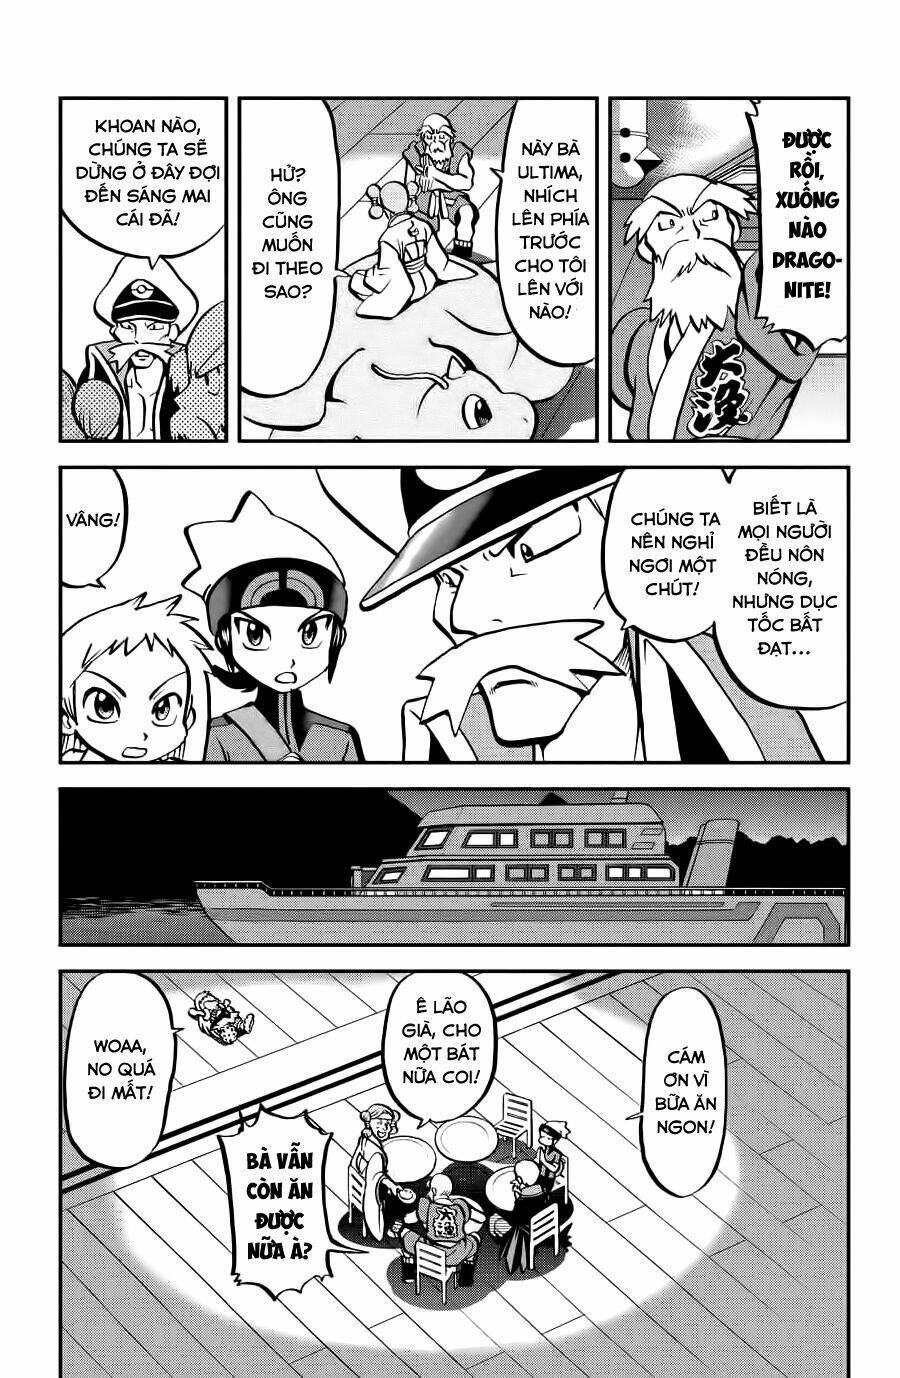 ĐƯỢC
RỒI,
XUỐNG
NÀO
DRAGO-
NITE!
大漁
NÀY BÀ
ULTIMA,
NHÍCH
LÊN PHÍA
TRƯỚC
CHO TÔI
LÊN VỚI
NÀO!
HỬ?
ÔNG
CŨNG
MUỐN
ĐI THEO
SAO?
KHOAN NÀO,
CHÚNG TA SẼ
DỪNG Ở ĐÂY ĐỢI
ĐẾN SÁNG MAI
CÁI ĐÃ!
BIẾT LÀ
MỌI NGƯỜI
ĐỀU NÔN
NÓNG,
NHƯNG DỤC
TỐC BẤT
ĐẠT...
CHÚNG TA
NÊN NGHỈ
NGƠI MỘT
CHÚT!
VÂNG!
CÁM
ƠN VÌ
BỮA ĂN
NGON!
Ê LÃO
GIÀ, CHO
MỘT BÁT
NỮA COI!
BÀ VẪN
CÒN ĂN
ĐƯỢC
NỮA À?
大漁
WOAA,
NO QUÁ
ĐI MẤT!